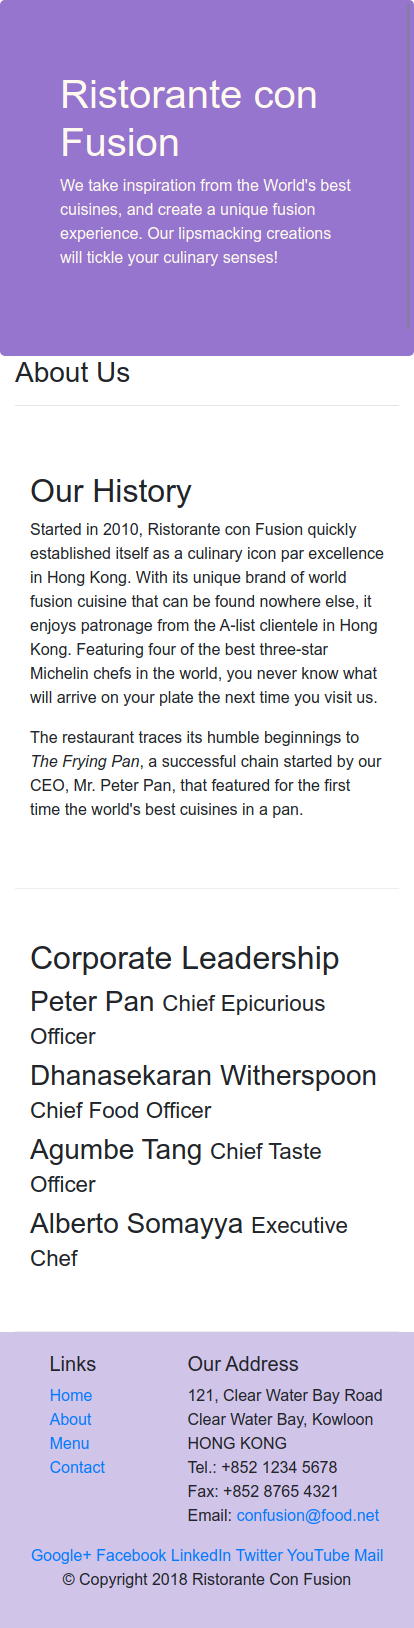 Ristorante con
Fusion
We take inspiration from the World's best
cuisines, and create a unique fusion
experience. Our lipsmacking creations
will tickle your culinary senses!
About Us
Our History
Started in 2010, Ristorante con Fusion quickly
established itself as a culinary icon par excellence
in Hong Kong. With its unique brand of world
fusion cuisine that can be found nowhere else, it
enjoys patronage from the A-list clientele in Hong
Kong. Featuring four of the best three-star
Michelin chefs in the world, you never know what
will arrive on your plate the next time you visit us.
The restaurant traces its humble beginnings to
The Frying Pan, a successful chain started by our
CEO, Mr. Peter Pan, that featured for the first
time the world's best cuisines in a pan.
Corporate Leadership
Peter Pan Chief Epicurious
Officer
Dhanasekaran Witherspoon
Chief Food Officer
Agumbe Tang Chief Taste
Officer
Alberto Somayya Executive
Chef
Links
Home
About
Menu
Contact
Our Address
121, Clear Water Bay Road
Clear Water Bay, Kowloon
HONG KONG
Tel.: +852 1234 5678
Fax: +852 8765 4321
Email: confusion@food.net
Google+ Facebook LinkedIn Twitter YouTube Mail
© Copyright 2018 Ristorante Con Fusion